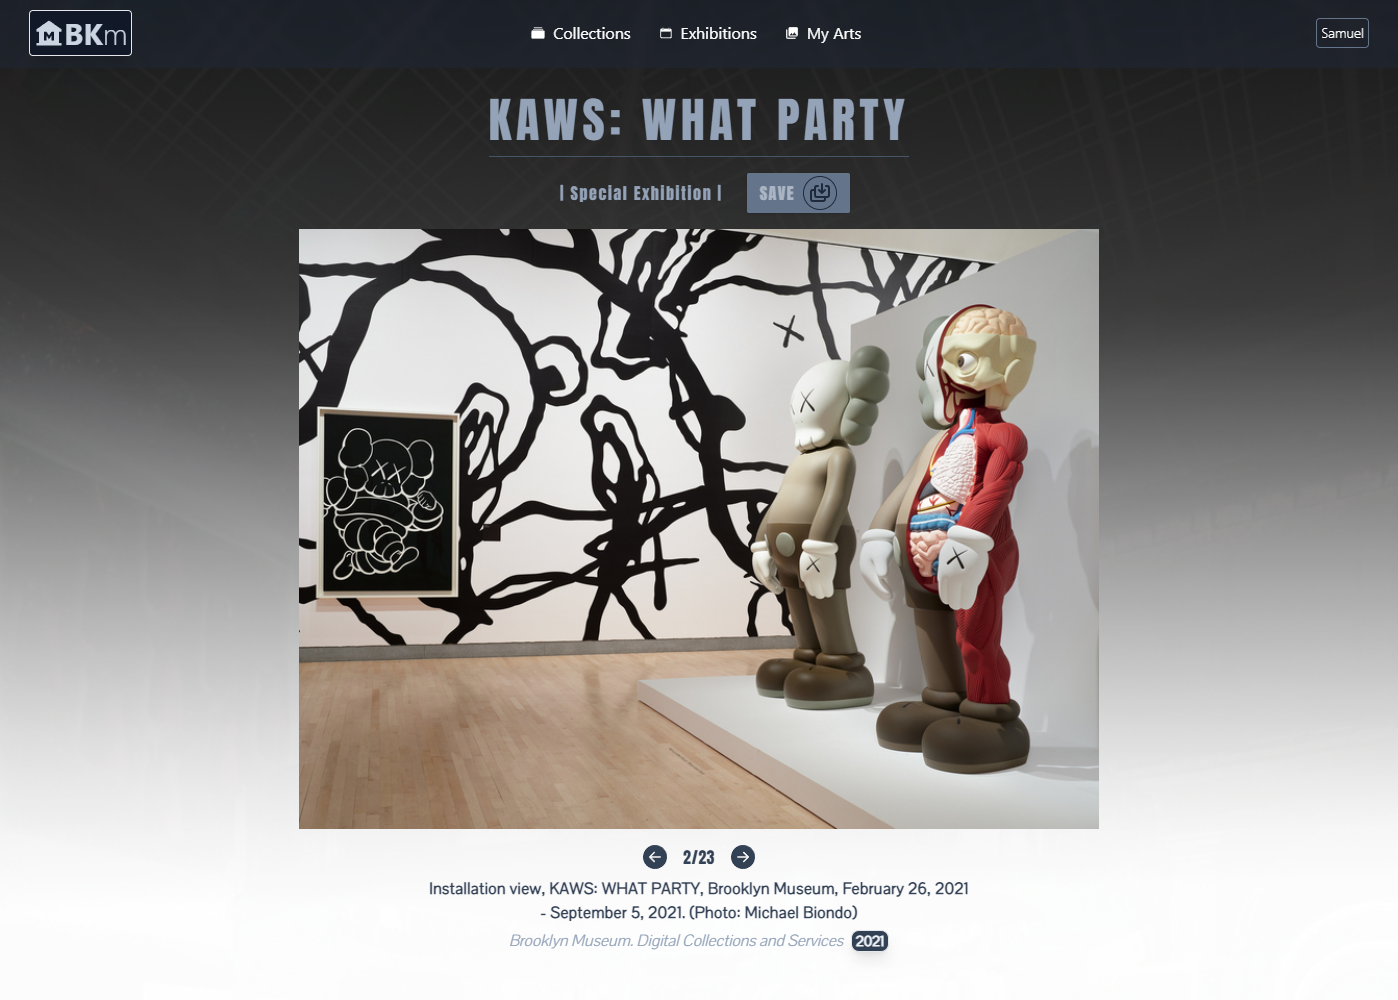 BKm
Collections
Exhibitions
My Arts
Samuel
KAWS: WHAT PARTY
| Special Exhibition |
SAVE
2/23
Installation view, KAWS: WHAT PARTY, Brooklyn Museum, February 26, 2021
- September 5, 2021. (Photo: Michael Biondo)
Brooklyn Museum. Digital Collections and Services
2021